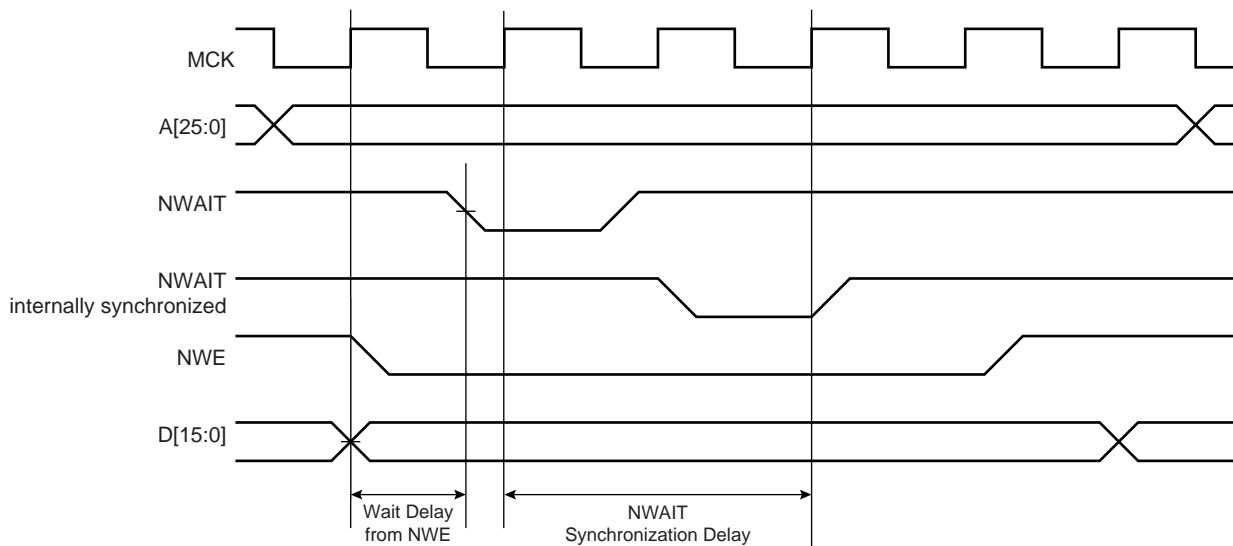 MCK
A[25:0]
NWAIT
NWAIT
internally synchronized
NWE
D[15:0]
Wait Delay
from NWE
NWAIT
Synchronization Delay